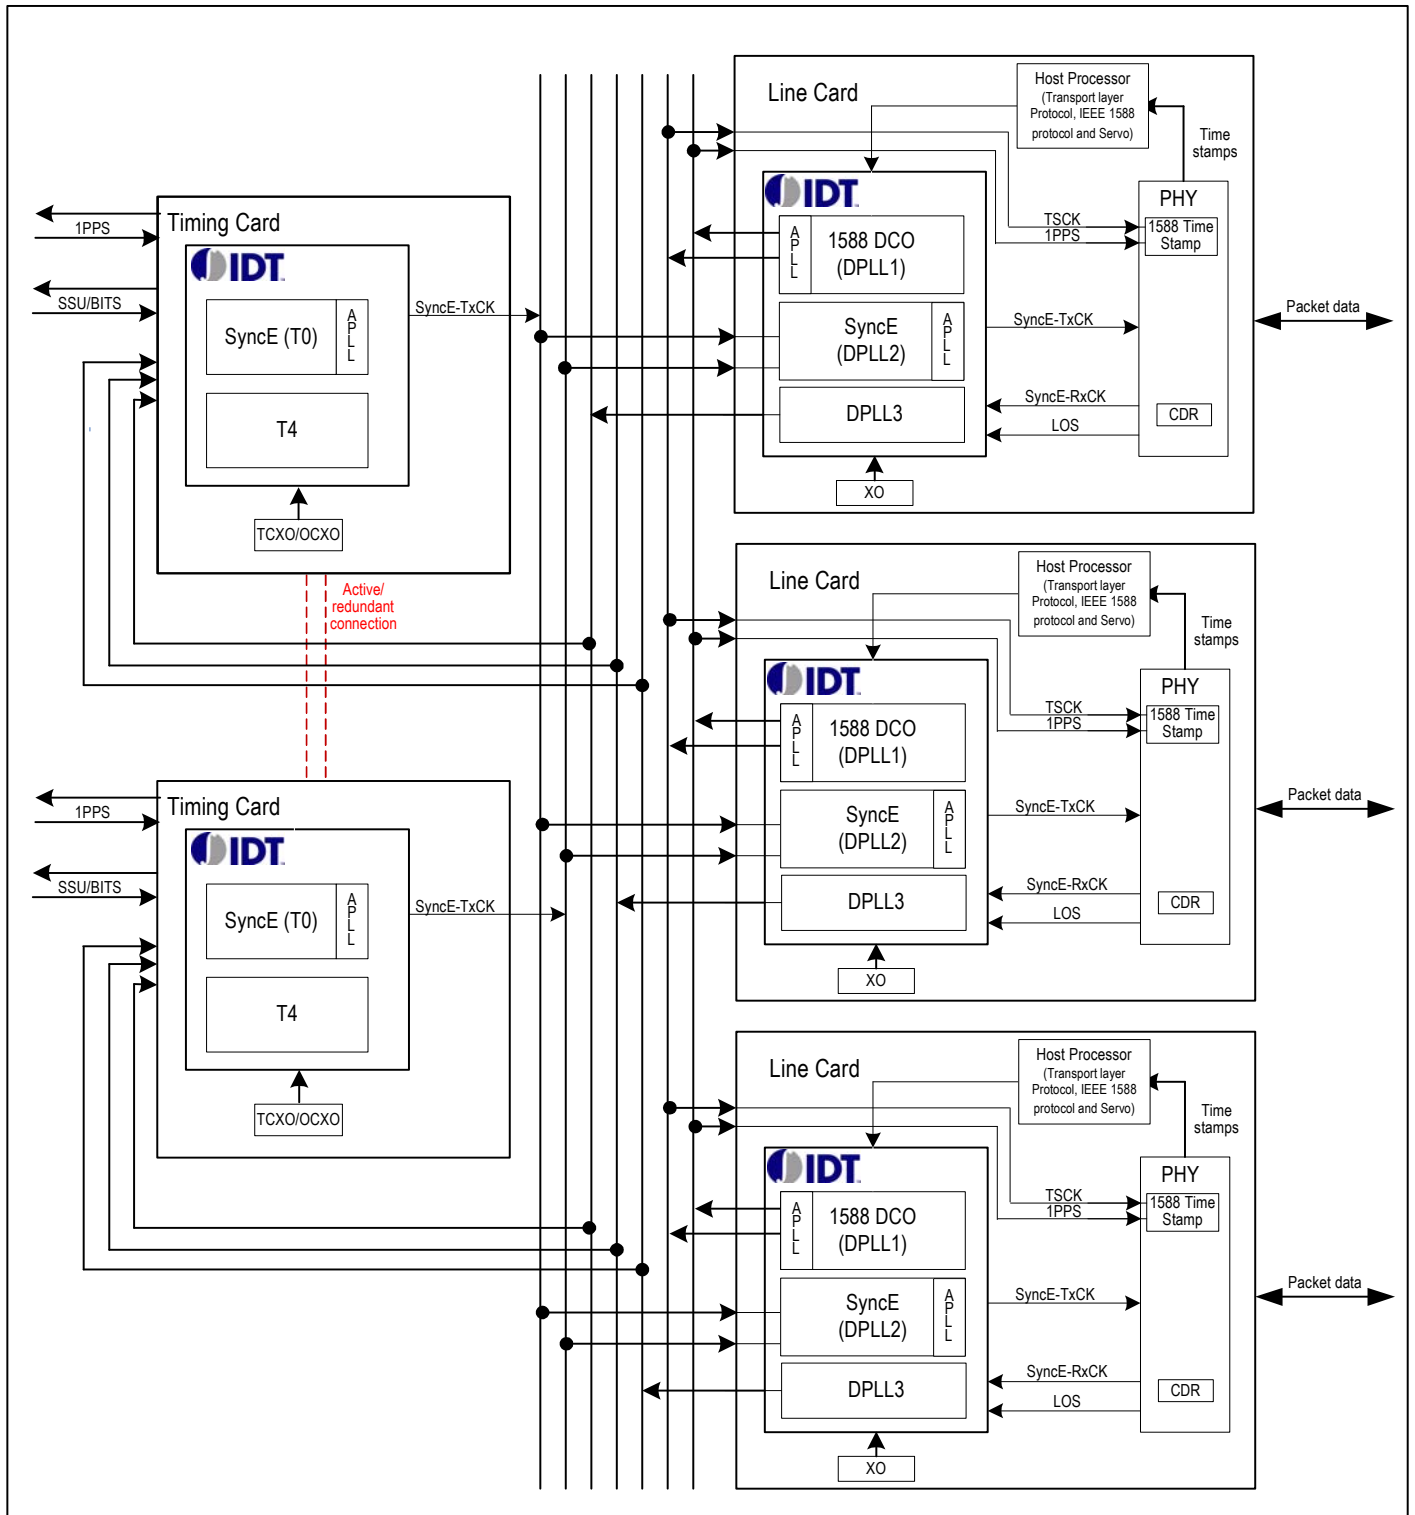 Timing Card
1PPS
SSU/BITS
IDT
SyncE (T0)
APLL
T4
TCXO/OCXO
SyncE-TxCK
Active/
redundant
connection
Timing Card
1PPS
SSU/BITS
IDT
SyncE (T0)
APLL
T4
TCXO/OCXO
SyncE-TxCK
Line Card
Host Processor
(Transport layer
Protocol, IEEE 1588
protocol and Servo)
Time
stamps
IDT
APLL
1588 DCO
(DPLL1)
SyncE
(DPLL2)
APLL
DPLL3
XO
TSCK
1PPS
SyncE-TxCK
SyncE-RxCK
LOS
PHY
1588 Time
Stamp
CDR
Packet data
Line Card
Host Processor
(Transport layer
Protocol, IEEE 1588
protocol and Servo)
Time
stamps
IDT
APLL
1588 DCO
(DPLL1)
SyncE
(DPLL2)
APLL
DPLL3
XO
TSCK
1PPS
SyncE-TxCK
SyncE-RxCK
LOS
PHY
1588 Time
Stamp
CDR
Packet data
Line Card
Host Processor
(Transport layer
Protocol, IEEE 1588
protocol and Servo)
Time
stamps
IDT
APLL
1588 DCO
(DPLL1)
SyncE
(DPLL2)
APLL
DPLL3
XO
TSCK
1PPS
SyncE-TxCK
SyncE-RxCK
LOS
PHY
1588 Time
Stamp
CDR
Packet data